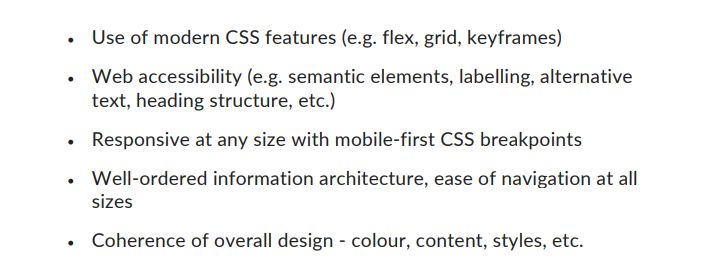 • Use of modern CSS features (e.g. flex, grid, keyframes)
• Web accessibility (e.g. semantic elements, labelling, alternative
text, heading structure, etc.)
• Responsive at any size with mobile-first CSS breakpoints
• Well-ordered information architecture, ease of navigation at all
sizes
• Coherence of overall design - colour, content, styles, etc.